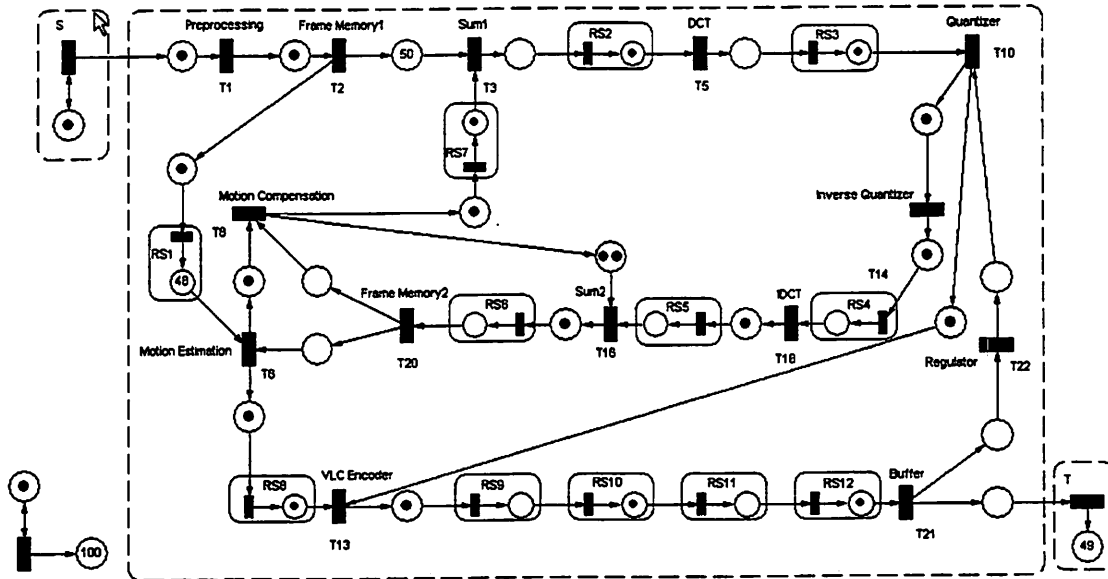 S
Preprocessing
Frame Memory1
Sum1
DCT
Quantizer
RS2
RS3
50
T1
T2
T3
T5
T10
RS7
Motion Compensation
Inverse Quantizer
T8
RS1
48
T14
Frame Memory2
RS6
Sum2
RS5
IDCT
RS4
Motion Estimation
T6
T20
T16
T18
Regulator
T22
VLC Encoder
Buffer
RS8
RS9
RS10
RS11
RS12
T
T13
T21
100
49